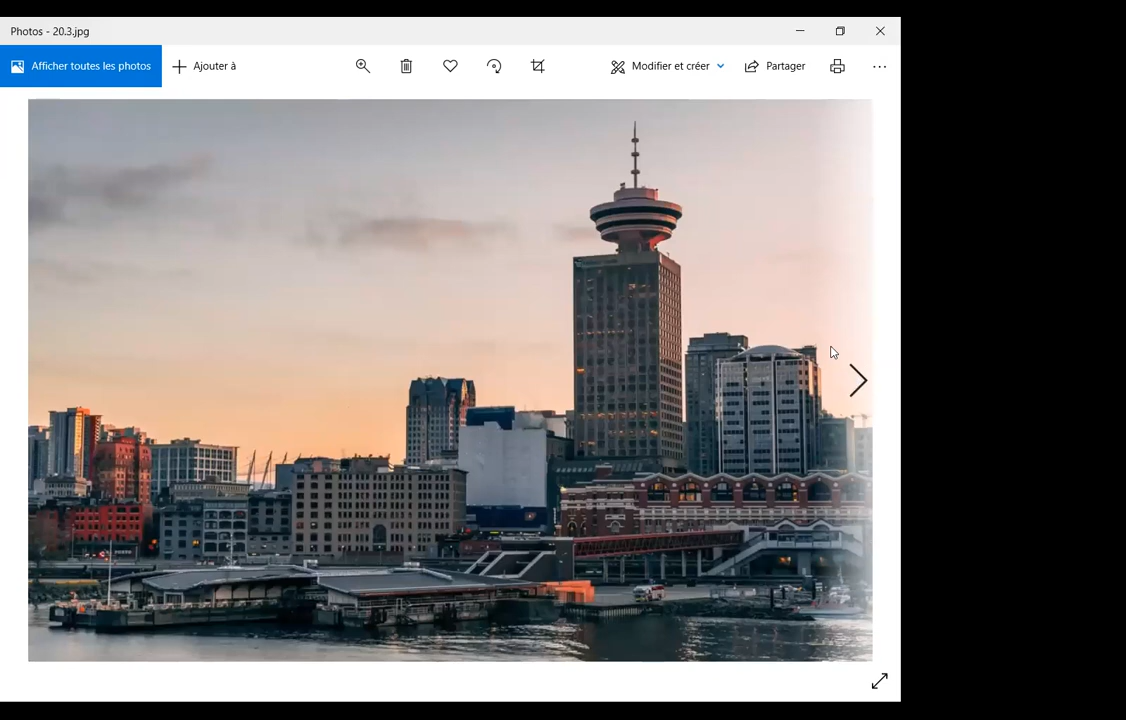 Photos - 20.3.jpg
Afficher toutes les photos
Ajouter à
Modifier et créer
Partager